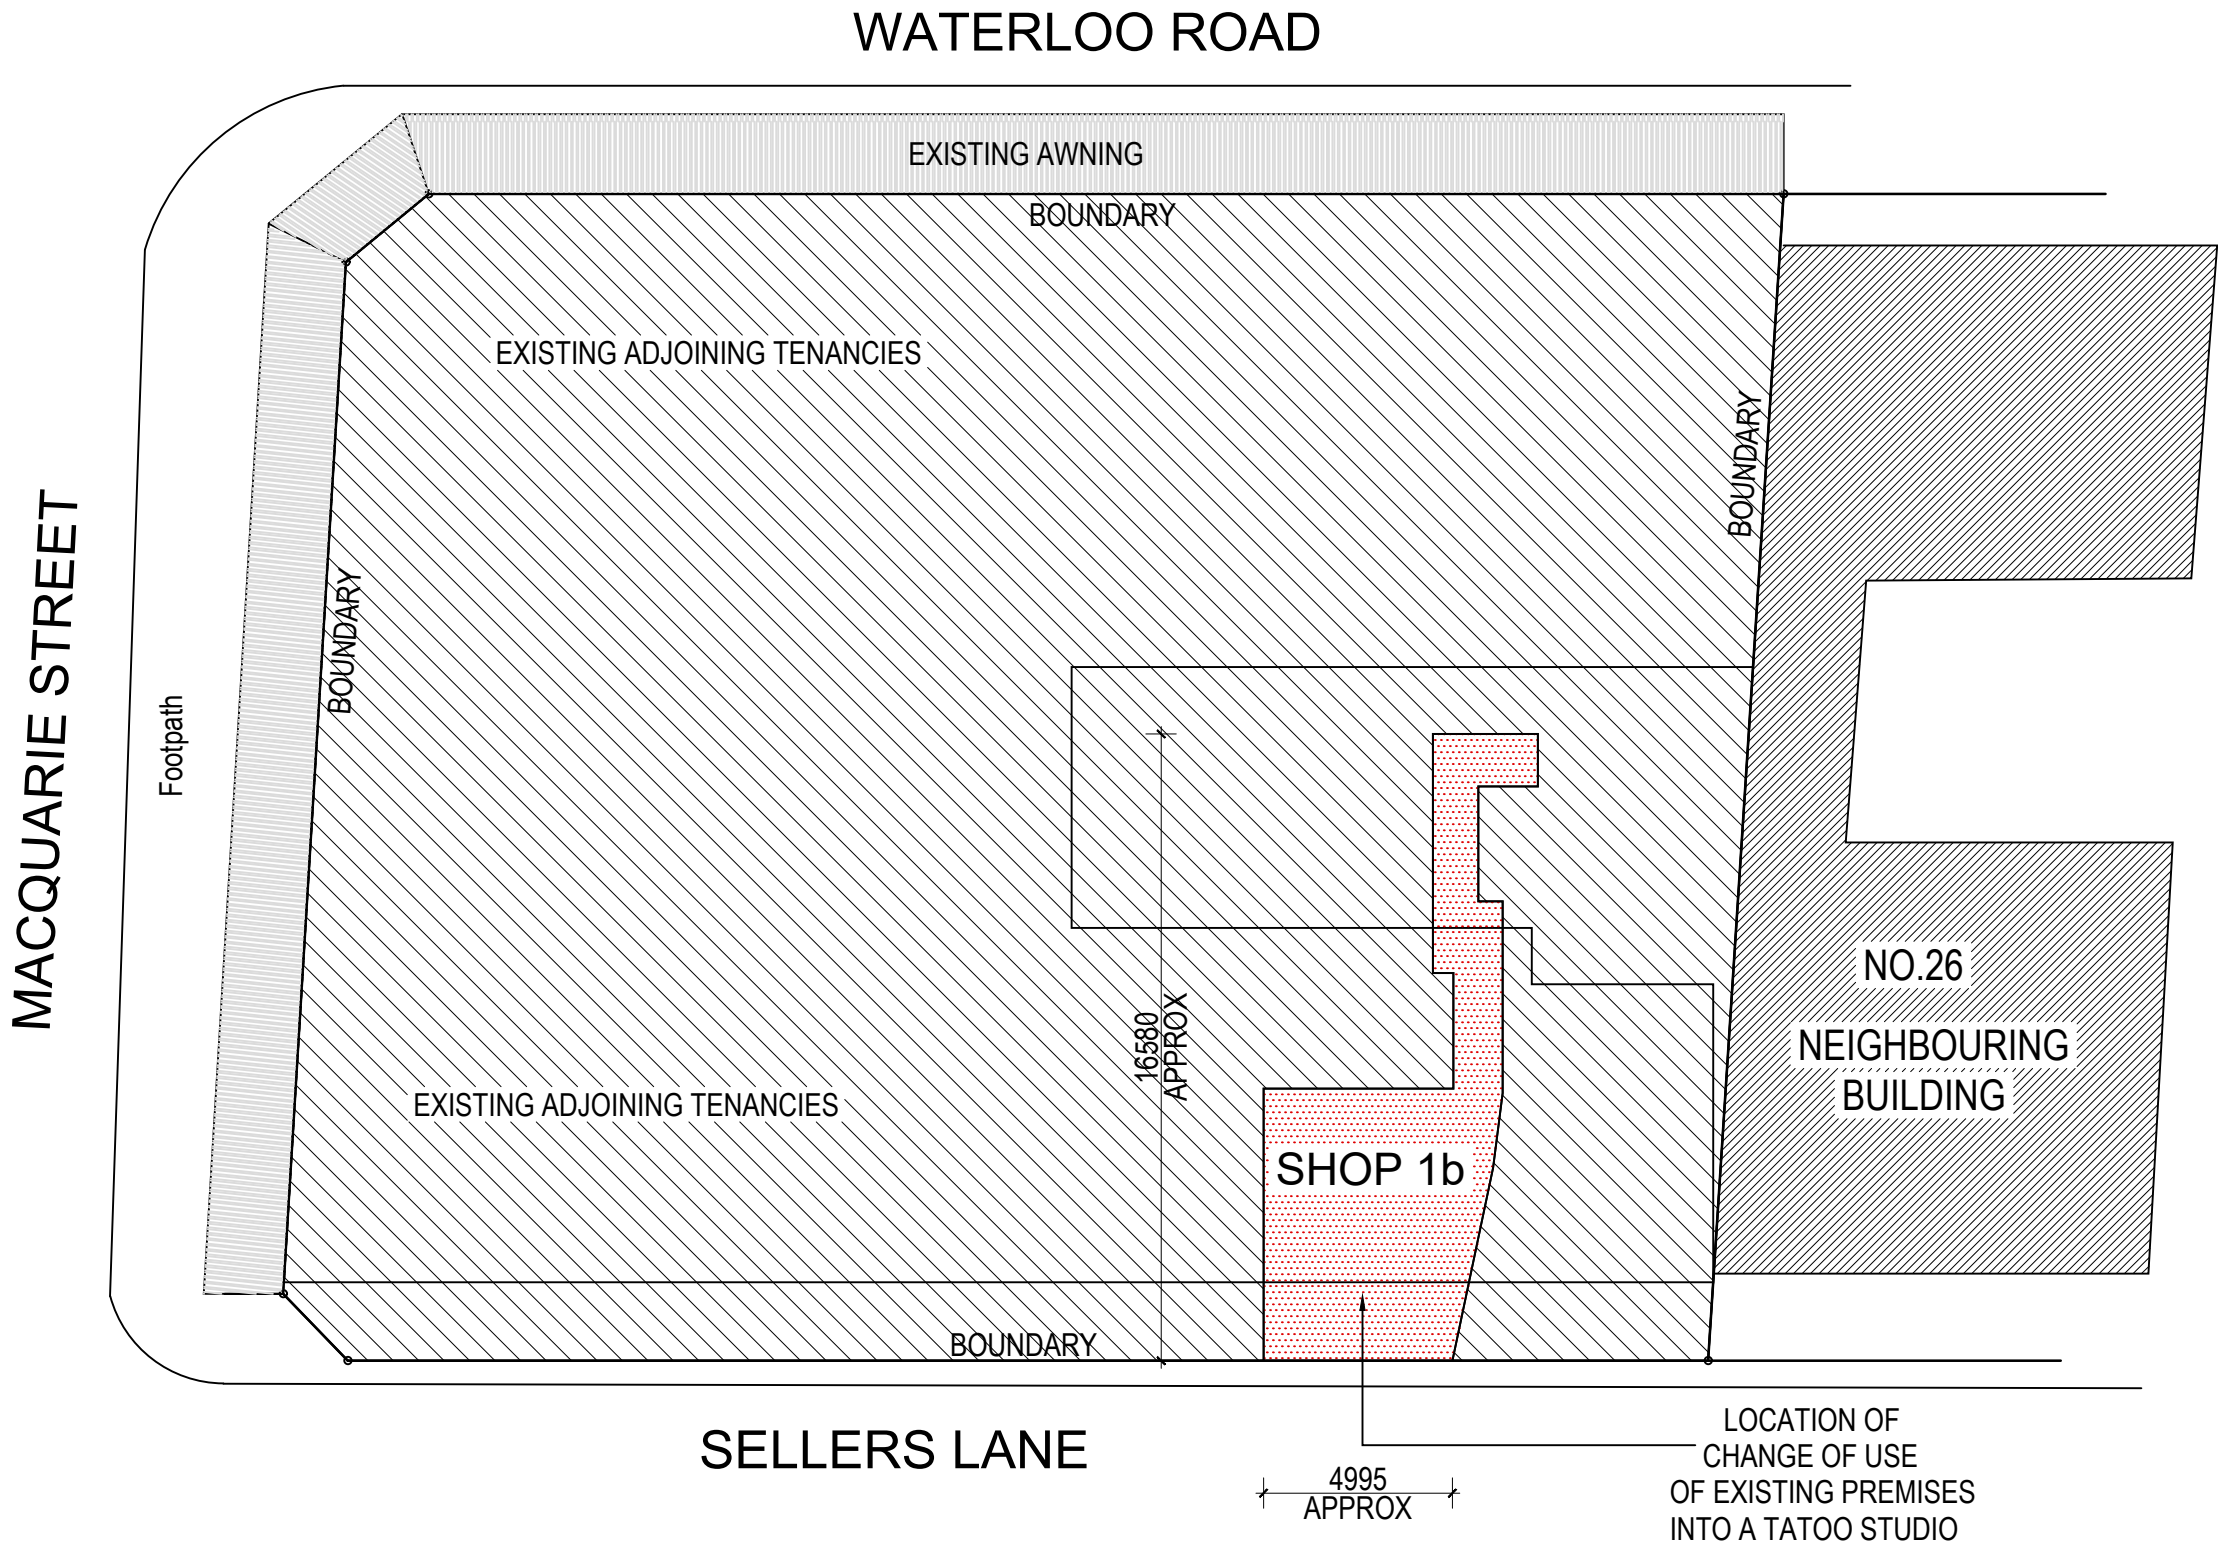 WATERLOO ROAD
EXISTING AWNING
BOUNDARY
EXISTING ADJOINING TENANCIES
BOUNDARY
MACQUARIE STREET
BOUNDARY
Footpath
NO.26
NEIGHBOURING
BUILDING
16580
APPROX
EXISTING ADJOINING TENANCIES
SHOP 1b
BOUNDARY
SELLERS LANE
LOCATION OF
CHANGE OF USE
OF EXISTING PREMISES
INTO A TATOO STUDIO
4995
APPROX